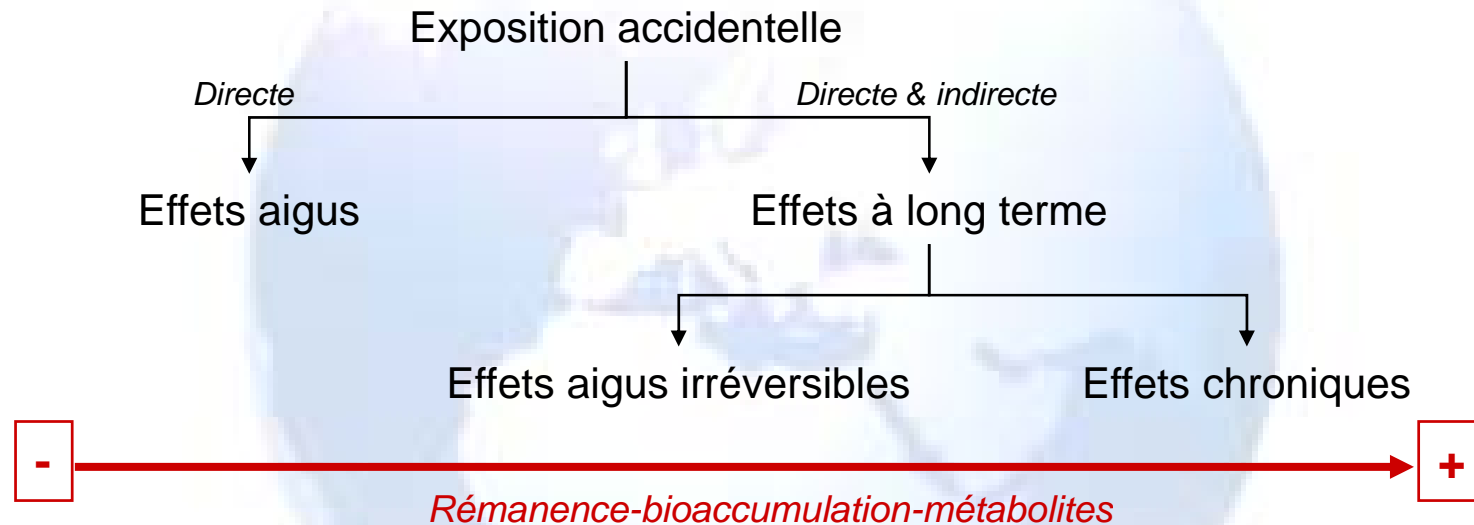 Exposition accidentelle
Directe
Directe & indirecte
Effets aigus
Effets à long terme
Effets aigus irréversibles
Effets chroniques
-
+
Rémanence-bioaccumulation-métabolites